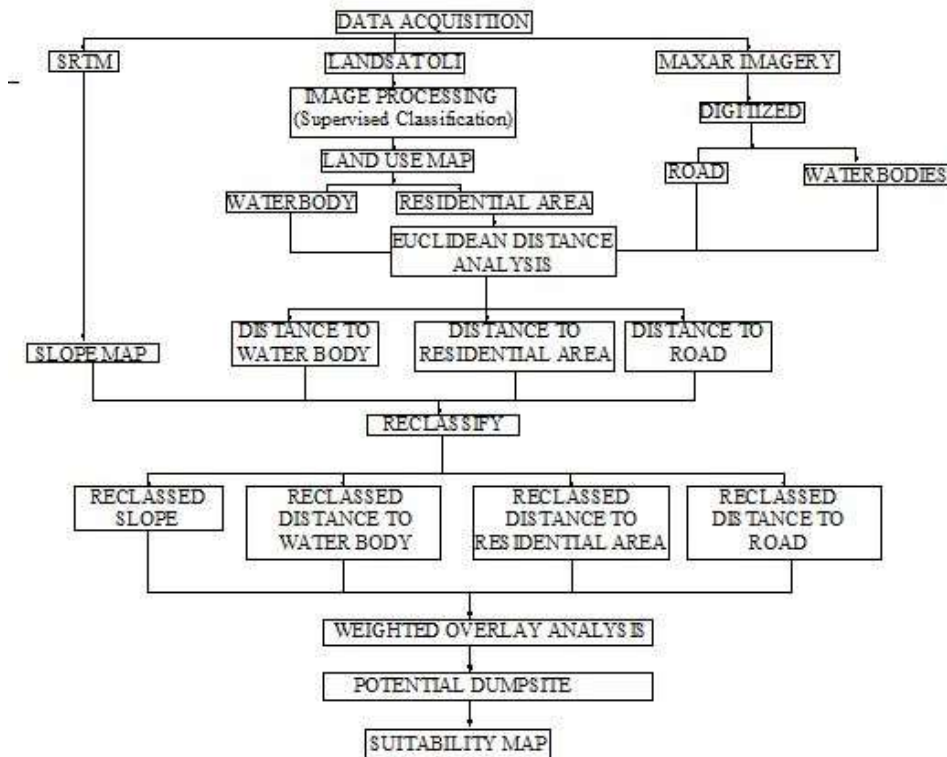 DATA ACQUISITION
SRTM
LANDSAT OLI
MAXAR IMAGERY
IMAGE PROCESSING
(Supervised Classification)
DIGITIZED
LAND USE MAP
ROAD
WATERBODIES
WATERBODY
RESIDENTIAL AREA
EUCLIDEAN DISTANCE
ANALYSIS
SLOPE MAP
DISTANCE TO
WATER BODY
DISTANCE TO
RESIDENTIAL AREA
DISTANCE TO
ROAD
RECLASSIFY
RECLASSED
SLOPE
RECLASSED
DISTANCE TO
WATER BODY
RECLASSED
DISTANCE TO
RESIDENTIAL AREA
RECLASSED
DISTANCE TO
ROAD
WEIGHTED OVERLAY ANALYSIS
POTENTIAL DUMPSITE
SUITABILITY MAP